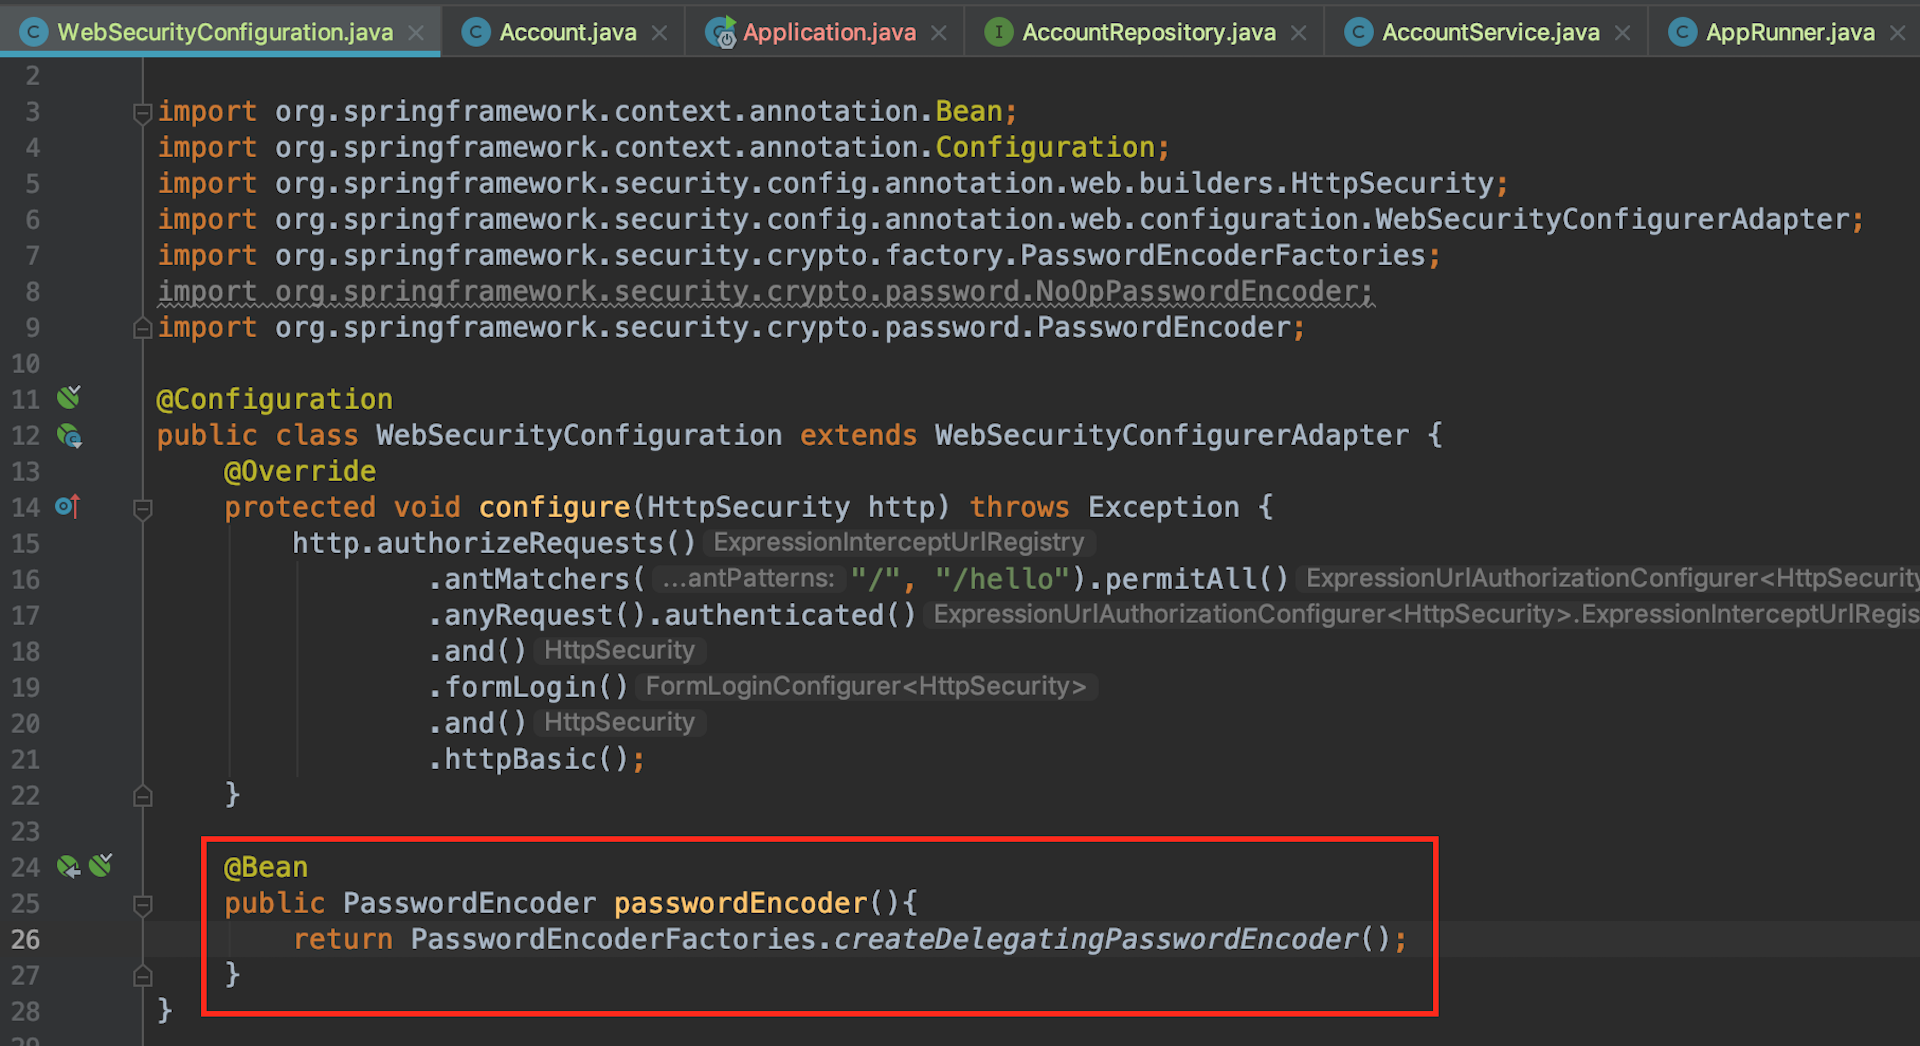 WebSecurityConfiguration.java Account.java Application.java AccountRepository.java AccountService.java AppRunner.java
2
3 import org.springframework.context.annotation.Bean;
4 import org.springframework.context.annotation.Configuration;
5 import org.springframework.security.config.annotation.web.builders.HttpSecurity;
6 import org.springframework.security.config.annotation.web.configuration.WebSecurityConfigurerAdapter;
7 import org.springframework.security.crypto.factory.PasswordEncoderFactories;
8 import org.springframework.security.crypto.password.NoOpPasswordEncoder;
9 import org.springframework.security.crypto.password.PasswordEncoder;
10
11 @Configuration
12 public class WebSecurityConfiguration extends WebSecurityConfigurerAdapter {
13 @Override
14 protected void configure(HttpSecurity http) throws Exception {
15 http.authorizeRequests() ExpressionInterceptUrlRegistry
16 .antMatchers( ...antPatterns: "/", "/hello").permitAll() ExpressionUrlAuthorizationConfigurer<HttpSecurity
17 .anyRequest().authenticated() ExpressionUrlAuthorizationConfigurer<HttpSecurity>.ExpressionInterceptUrlRegis
18 .and() HttpSecurity
19 .formLogin() FormLoginConfigurer<HttpSecurity>
20 .and() HttpSecurity
21 .httpBasic();
22 }
23
24 @Bean
25 public PasswordEncoder passwordEncoder(){
26 return PasswordEncoderFactories.createDelegatingPasswordEncoder();
27 }
28 }
29